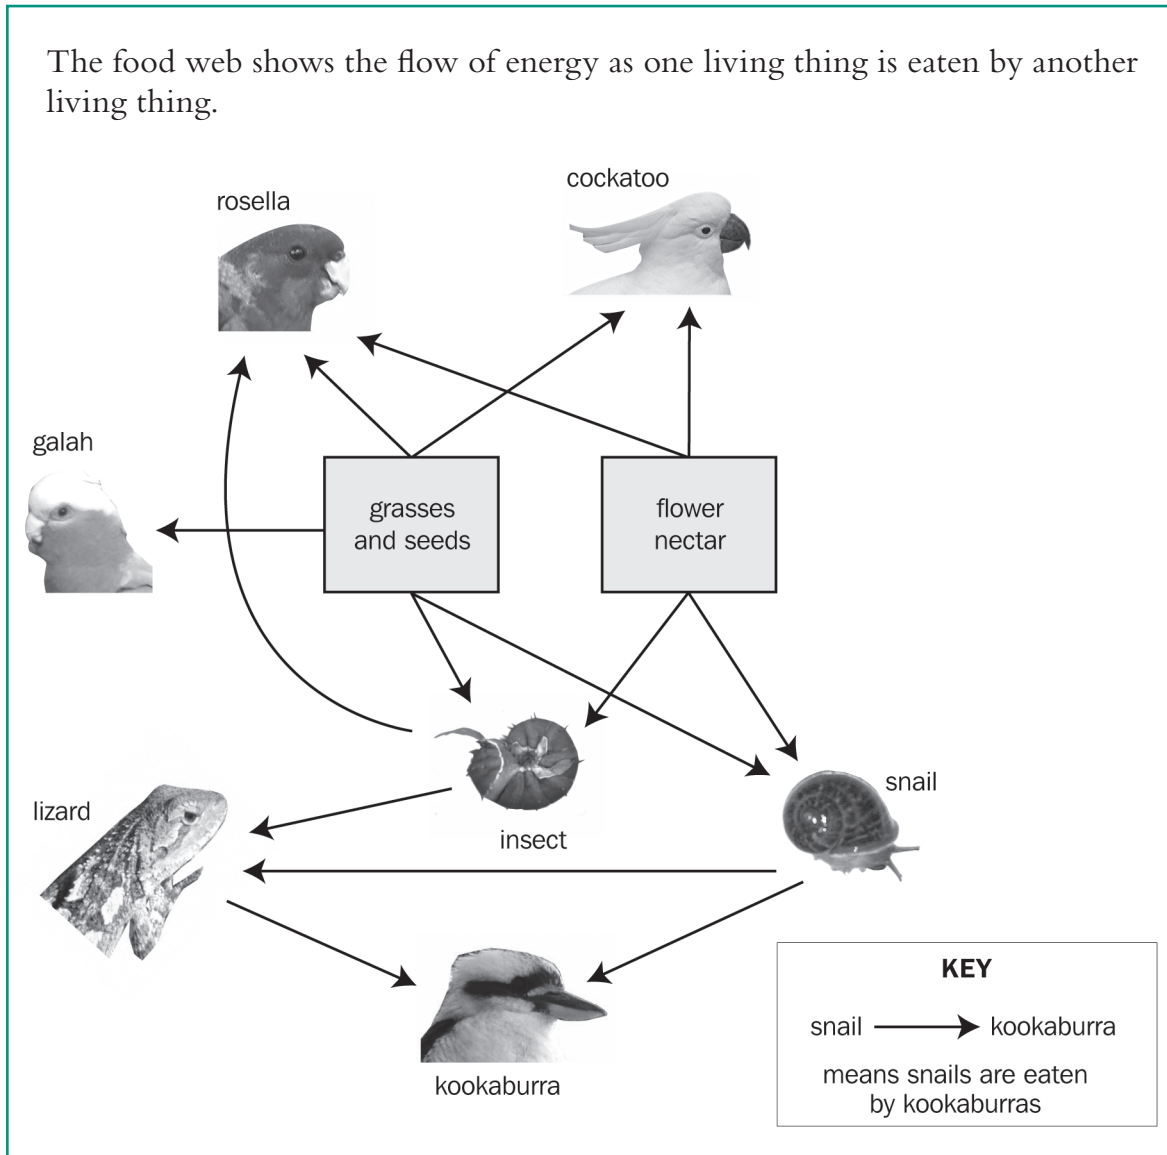 The food web shows the flow of energy as one living thing is eaten by another
living thing.
rosella
cockatoo
galah
grasses
and seeds
flower
nectar
lizard
insect
snail
kookaburra
KEY
snail
kookaburra
means snails are eaten
by kookaburras